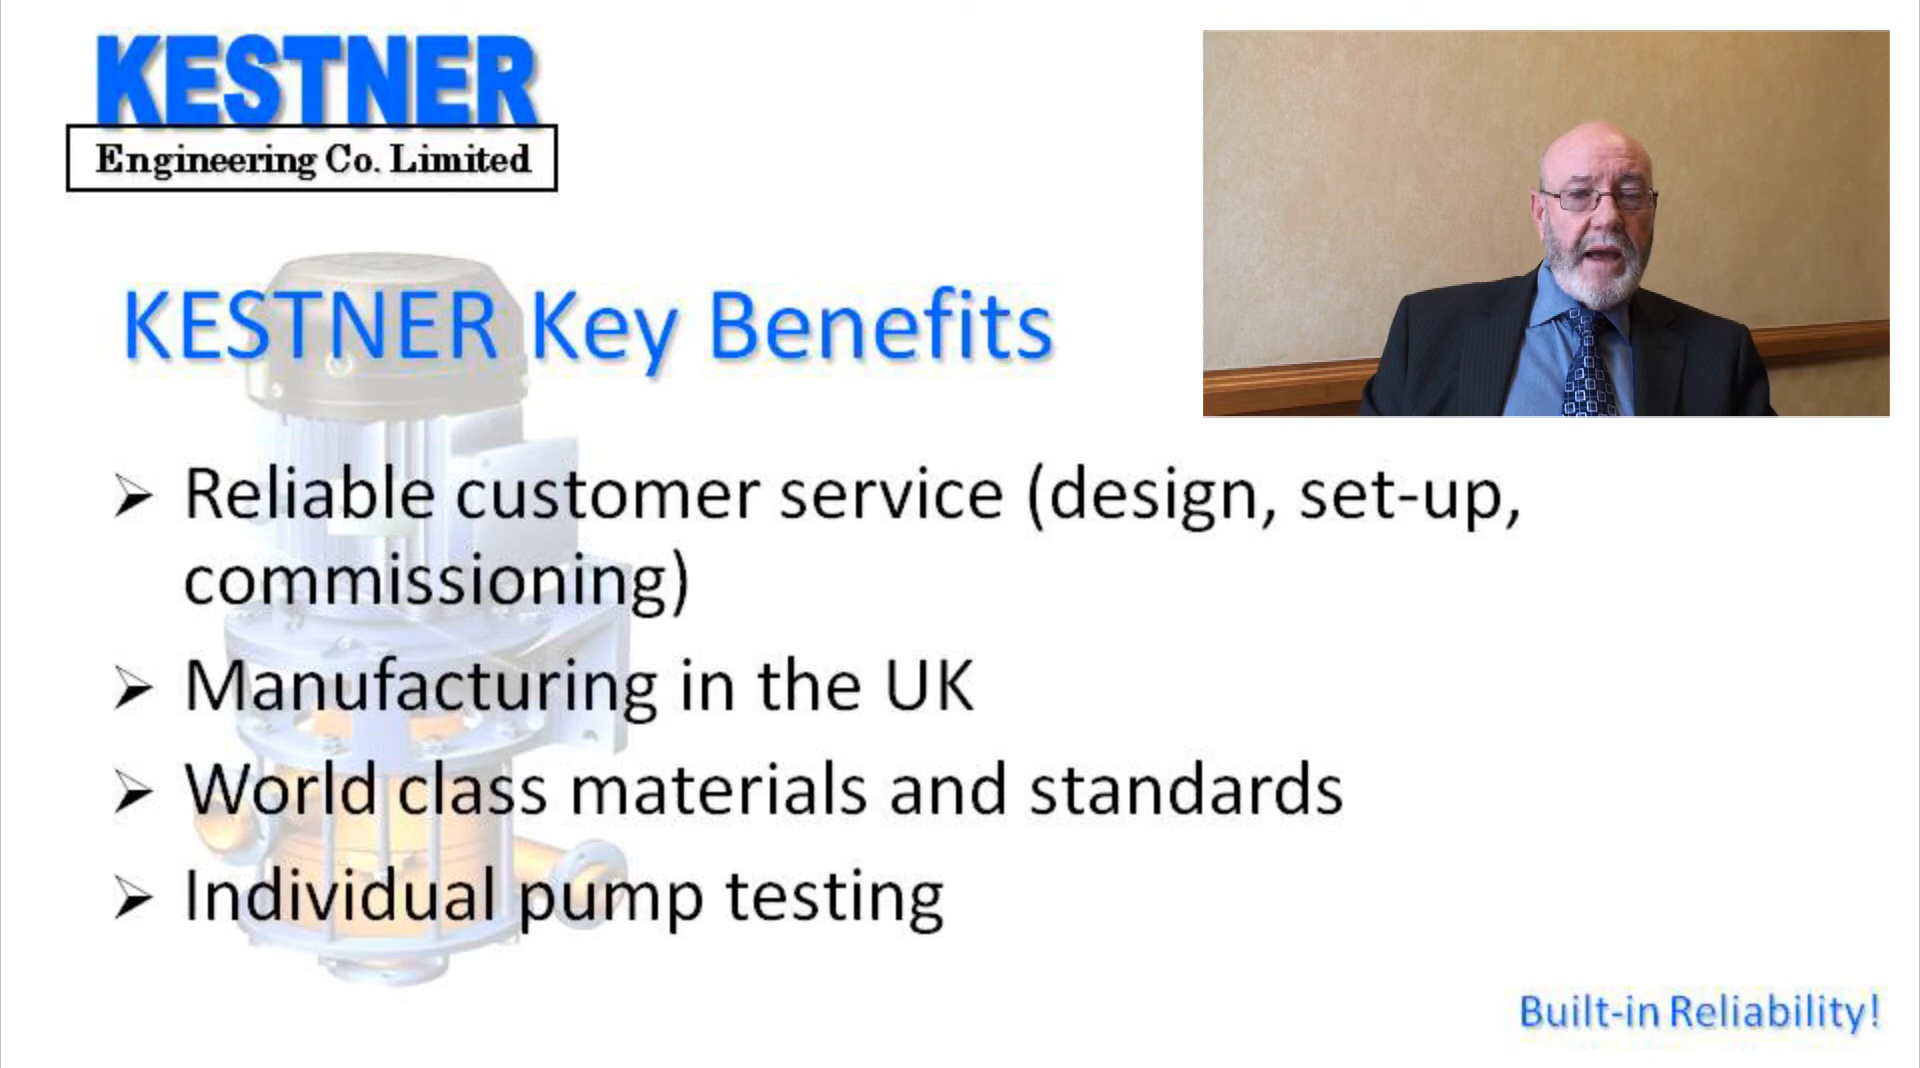 KESTNER
Engineering Co. Limited
KESTNER Key Benefits
➢ Reliable customer service (design, set-up,
commissioning)
➢ Manufacturing in the UK
➢ World class materials and standards
➢ Individual pump testing
Built-in Reliability!